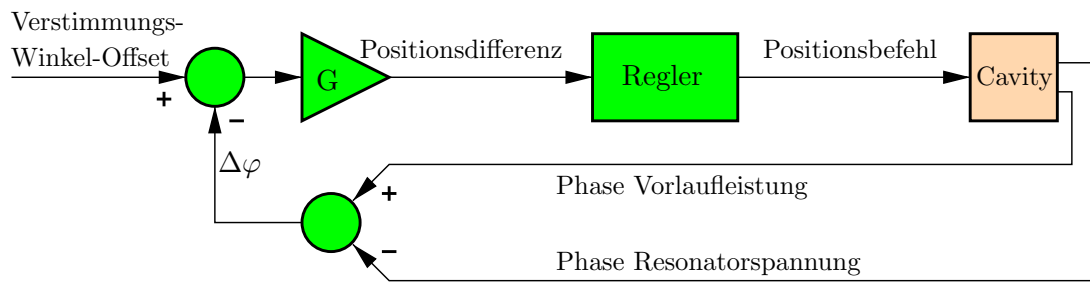 Verstimmungs-
Winkel-Offset
+
−
G
Positionsdifferenz
Regler
Positionsbefehl
Cavity
Δφ
+
Phase Vorlaufleistung
−
Phase Resonatorspannung